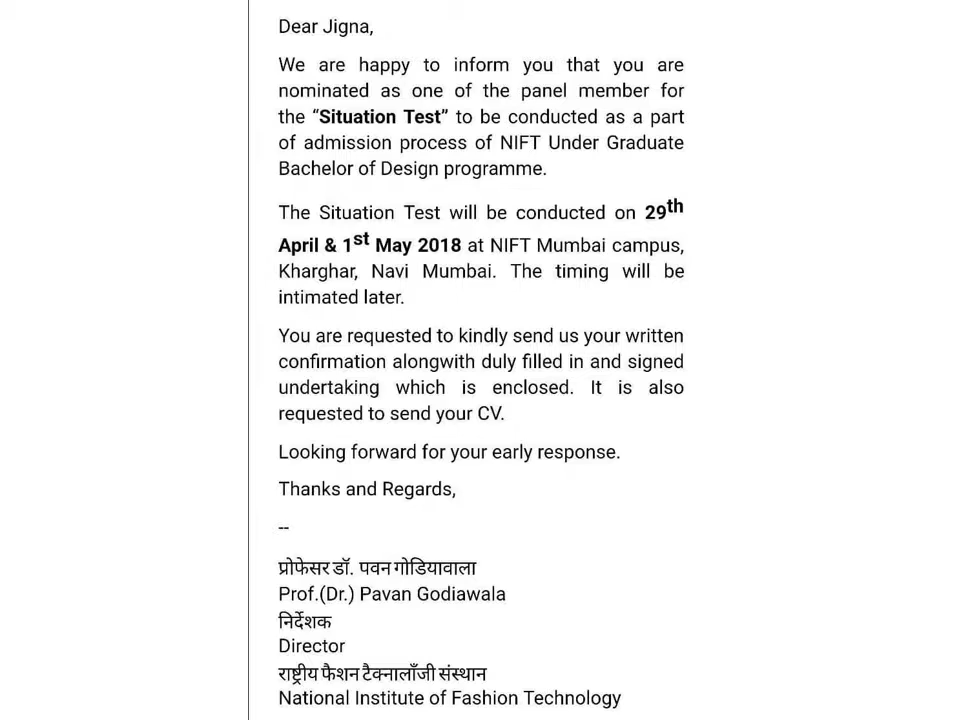 Dear Jigna,
We are happy to inform you that you are
nominated as one of the panel member for
the “Situation Test” to be conducted as a part
of admission process of NIFT Under Graduate
Bachelor of Design programme.
The Situation Test will be conducted on 29th
April & 1st May 2018 at NIFT Mumbai campus,
Kharghar, Navi Mumbai. The timing will be
intimated later.
You are requested to kindly send us your written
confirmation alongwith duly filled in and signed
undertaking which is enclosed. It is also
requested to send your CV.
Looking forward for your early response.
Thanks and Regards,
--
प्रोफेसर डॉ. पवन गोडियावाला
Prof.(Dr.) Pavan Godiawala
निर्देशक
Director
राष्ट्रीय फैशन टैक्नालाँजी संस्थान
National Institute of Fashion Technology